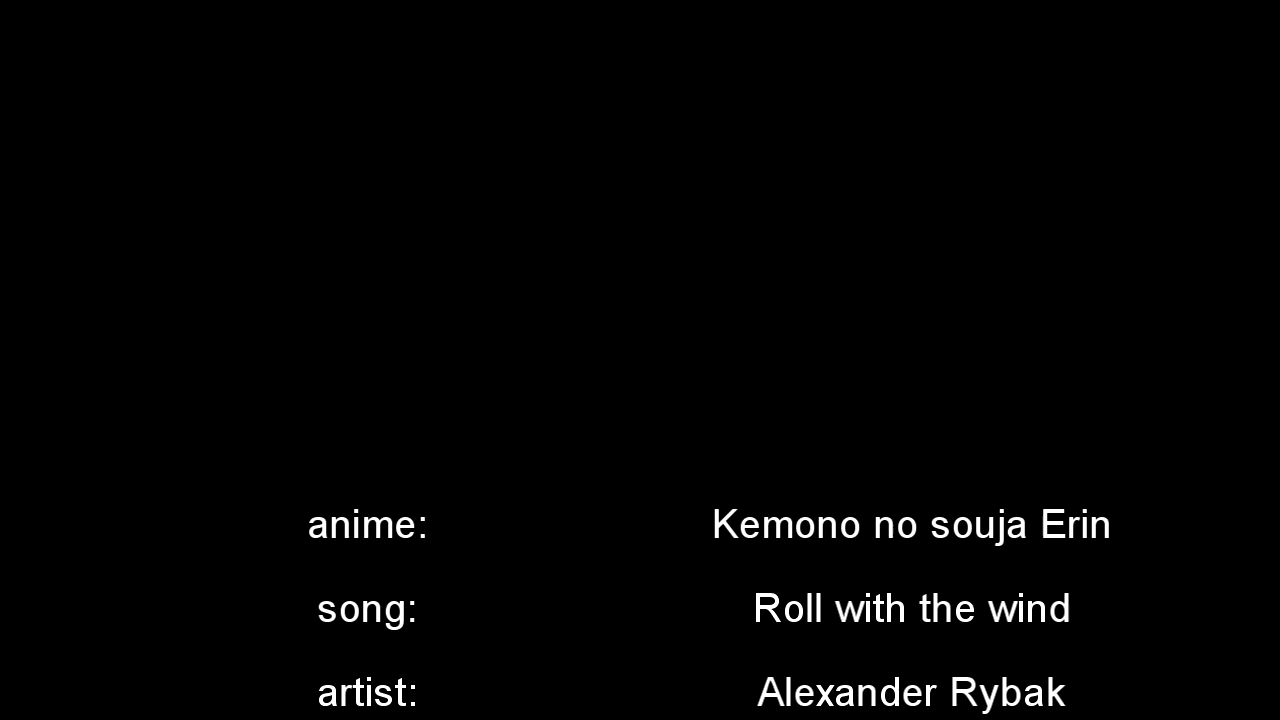 anime: Kemono no souja Erin
song: Roll with the wind
artist: Alexander Rybak